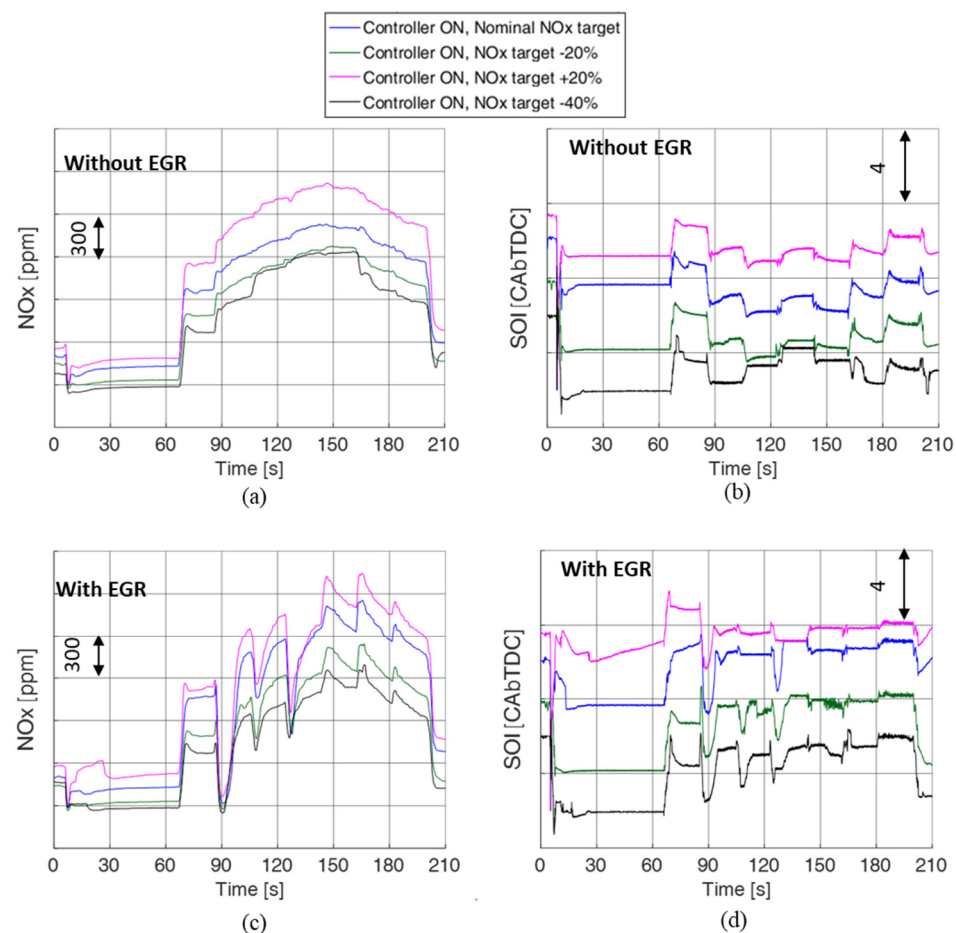 Controller ON, Nominal NOx target
Controller ON, NOx target -20%
Controller ON, NOx target +20%
Controller ON, NOx target -40%
Without EGR
300
NOx [ppm]
0 30 60 90 120 150 180 210
Time [s]
(a)
Without EGR
4
SOI [CAbTDC]
0 30 60 90 120 150 180 210
Time [s]
(b)
With EGR
300
NOx [ppm]
0 30 60 90 120 150 180 210
Time [s]
(c)
With EGR
4
SOI [CAbTDC]
0 30 60 90 120 150 180 210
Time [s]
(d)